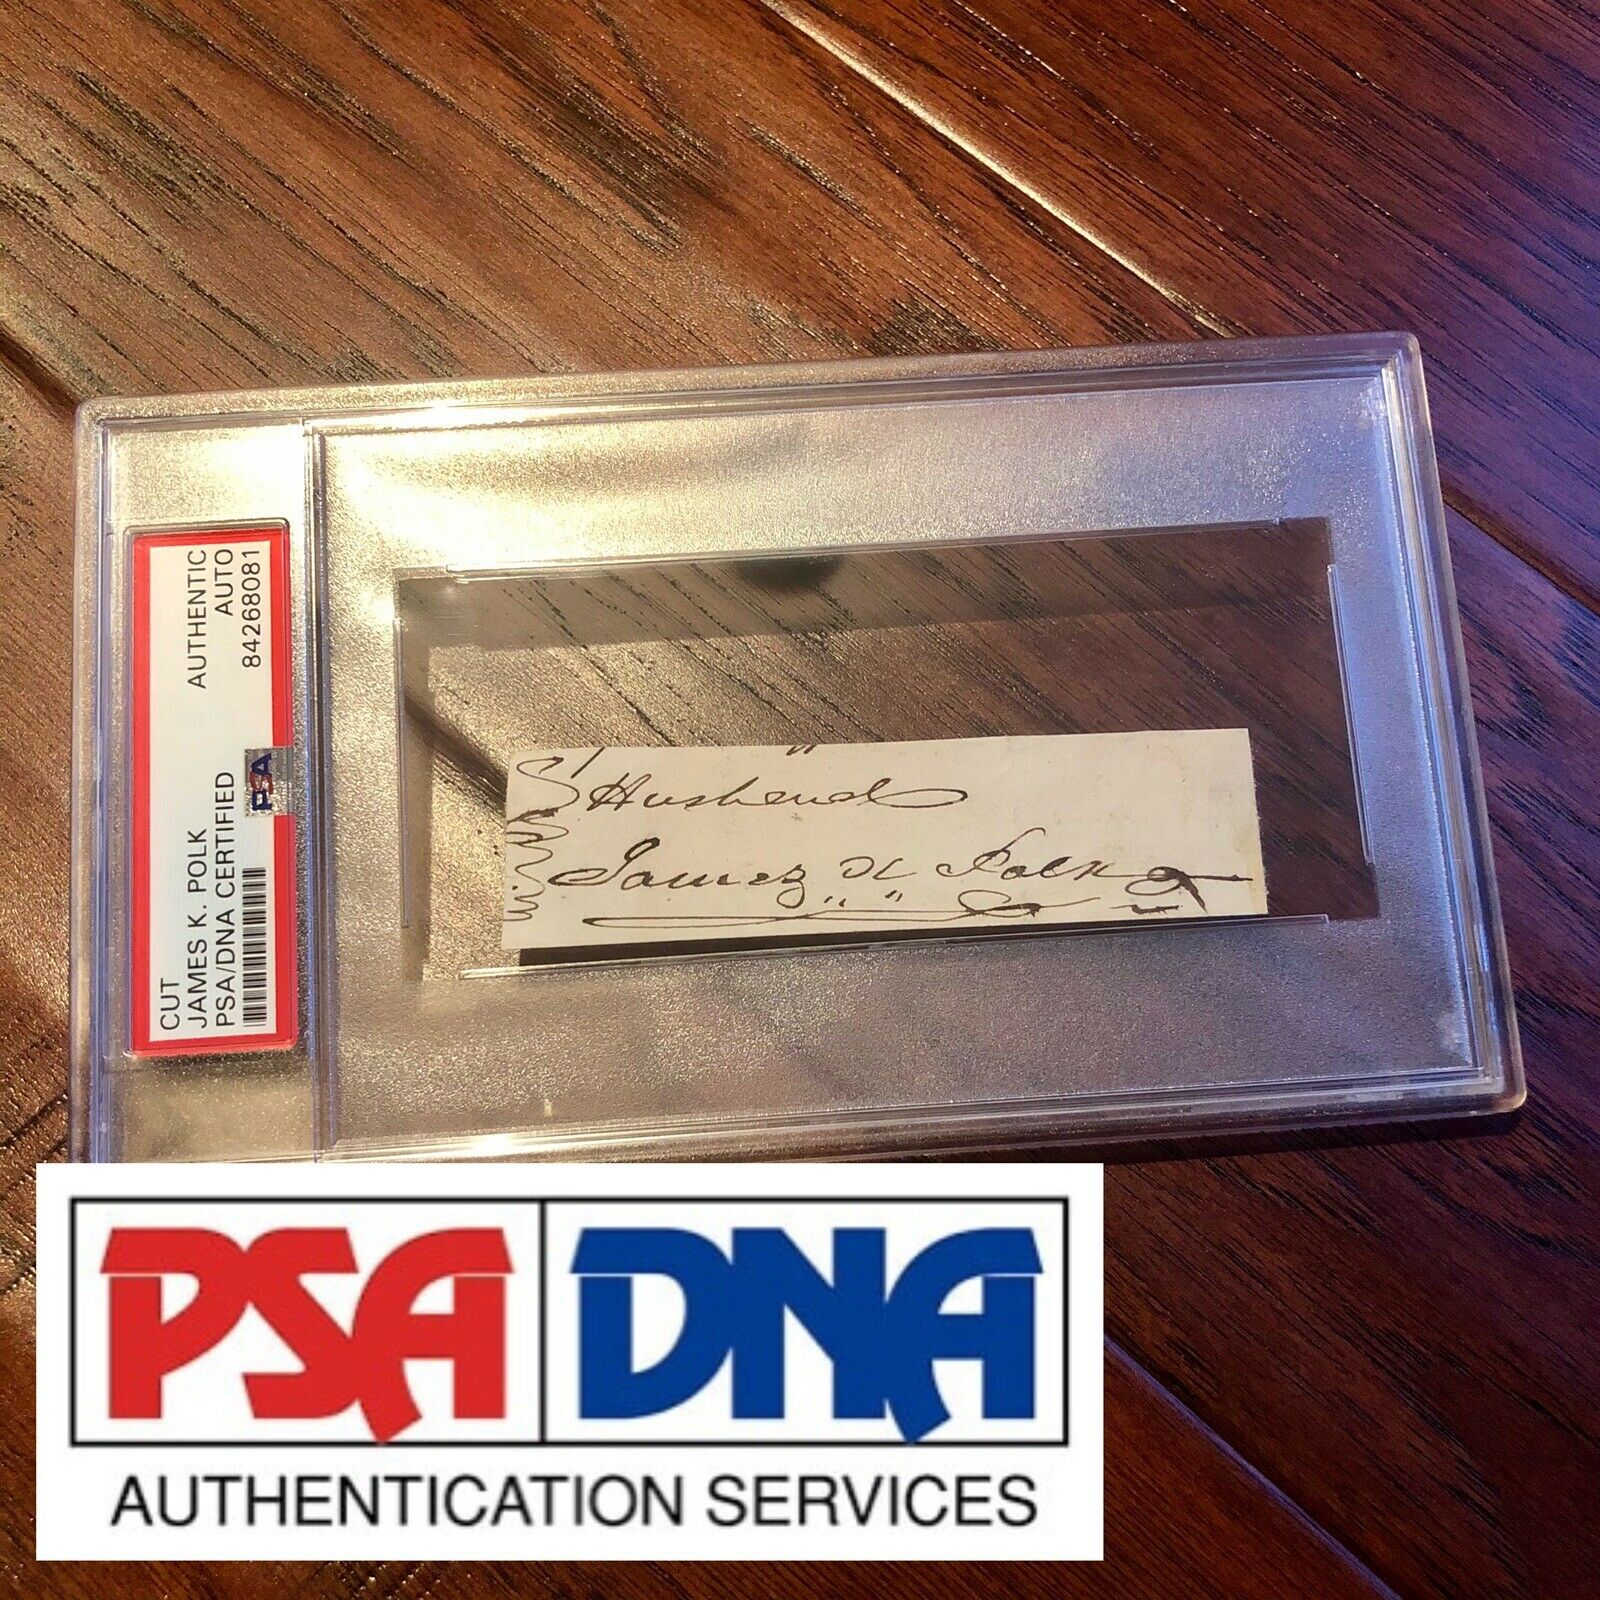 CUT
JAMES K. POLK
PSA/DNA CERTIFIED
AUTHENTIC
AUTO
84268081
PSA
Husband
James K Polk
PSA DNA
AUTHENTICATION SERVICES